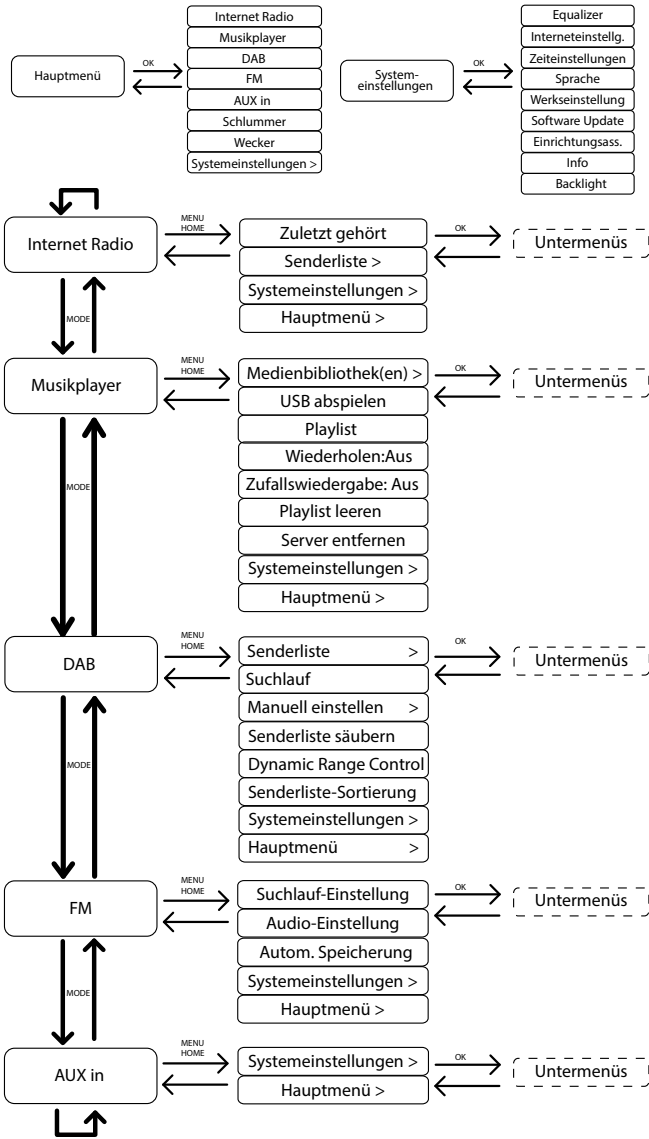 Hauptmenü
OK
Internet Radio
Musikplayer
DAB
FM
AUX in
Schlummer
Wecker
Systemeinstellungen >
System-
einstellungen
OK
Equalizer
Interneteinstellg.
Zeiteinstellungen
Sprache
Werkseinstellung
Software Update
Einrichtungsass.
Info
Backlight
Internet Radio
MENU
HOME
Zuletzt gehört
Senderliste >
Systemeinstellungen >
Hauptmenü >
OK
Untermenüs
MODE
Musikplayer
MENU
HOME
Medienbibliothek(en) >
USB abspielen
Playlist
Wiederholen:Aus
Zufallswiedergabe: Aus
Playlist leeren
Server entfernen
Systemeinstellungen >
Hauptmenü >
OK
Untermenüs
MODE
DAB
MENU
HOME
Senderliste >
Suchlauf
Manuell einstellen >
Senderliste säubern
Dynamic Range Control
Senderliste-Sortierung
Systemeinstellungen >
Hauptmenü >
OK
Untermenüs
MODE
FM
MENU
HOME
Suchlauf-Einstellung
Audio-Einstellung
Autom. Speicherung
Systemeinstellungen >
Hauptmenü >
OK
Untermenüs
MODE
AUX in
MENU
HOME
Systemeinstellungen >
Hauptmenü >
OK
Untermenüs